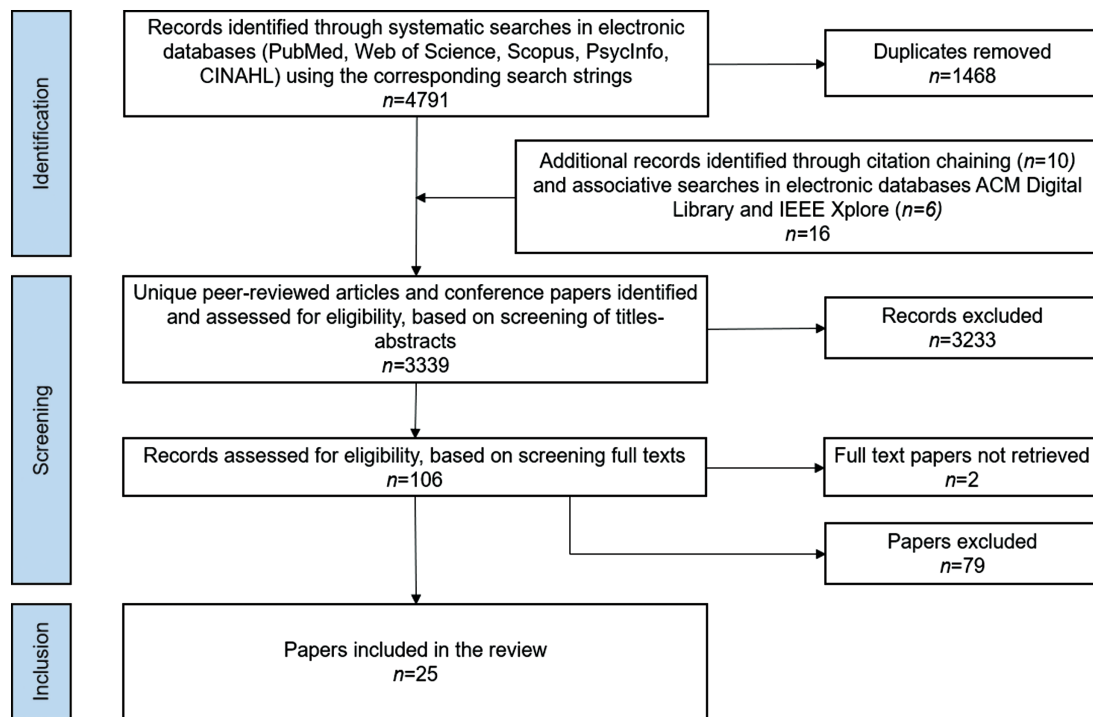 Identification
Records identified through systematic searches in electronic
databases (PubMed, Web of Science, Scopus, PsycInfo,
CINAHL) using the corresponding search strings
n=4791
Duplicates removed
n=1468
Additional records identified through citation chaining (n=10)
and associative searches in electronic databases ACM Digital
Library and IEEE Xplore (n=6)
n=16
Screening
Unique peer-reviewed articles and conference papers identified
and assessed for eligibility, based on screening of titles-
abstracts
n=3339
Records excluded
n=3233
Records assessed for eligibility, based on screening full texts
n=106
Full text papers not retrieved
n=2
Papers excluded
n=79
Inclusion
Papers included in the review
n=25